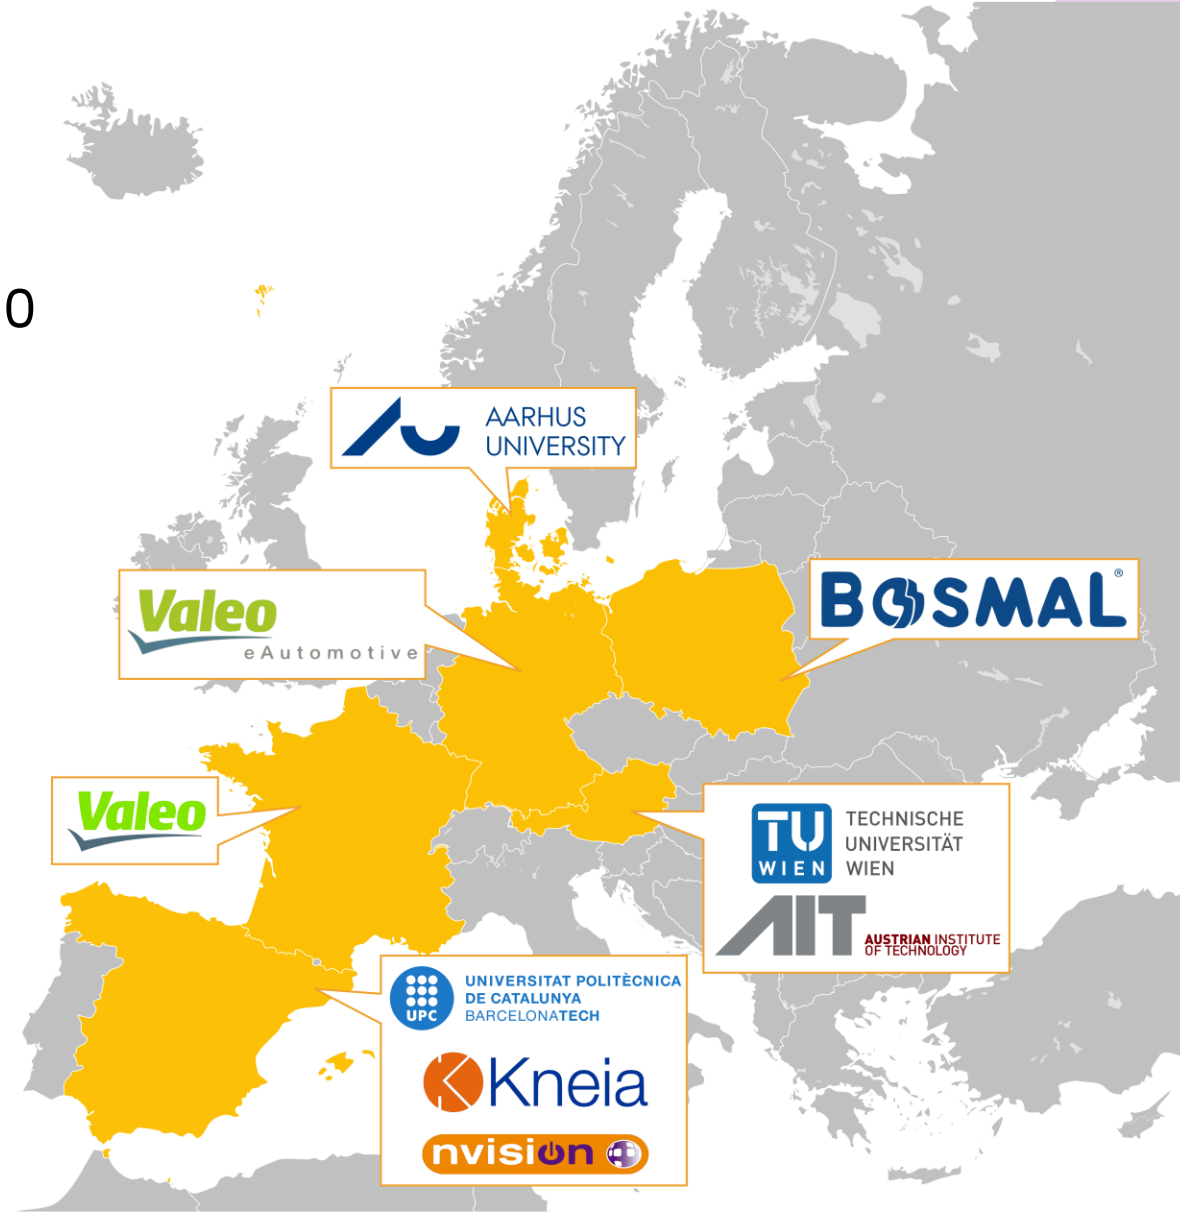 0
AARHUS
UNIVERSITY
Valeo
eAutomotive
BOSMAL®
Valeo
TU
WIEN
TECHNISCHE
UNIVERSITÄT
WIEN
AIT
AUSTRIAN INSTITUTE
OF TECHNOLOGY
UPC
UNIVERSITAT POLITÈCNICA
DE CATALUNYA
BARCELONATECH
Kneia
nvision